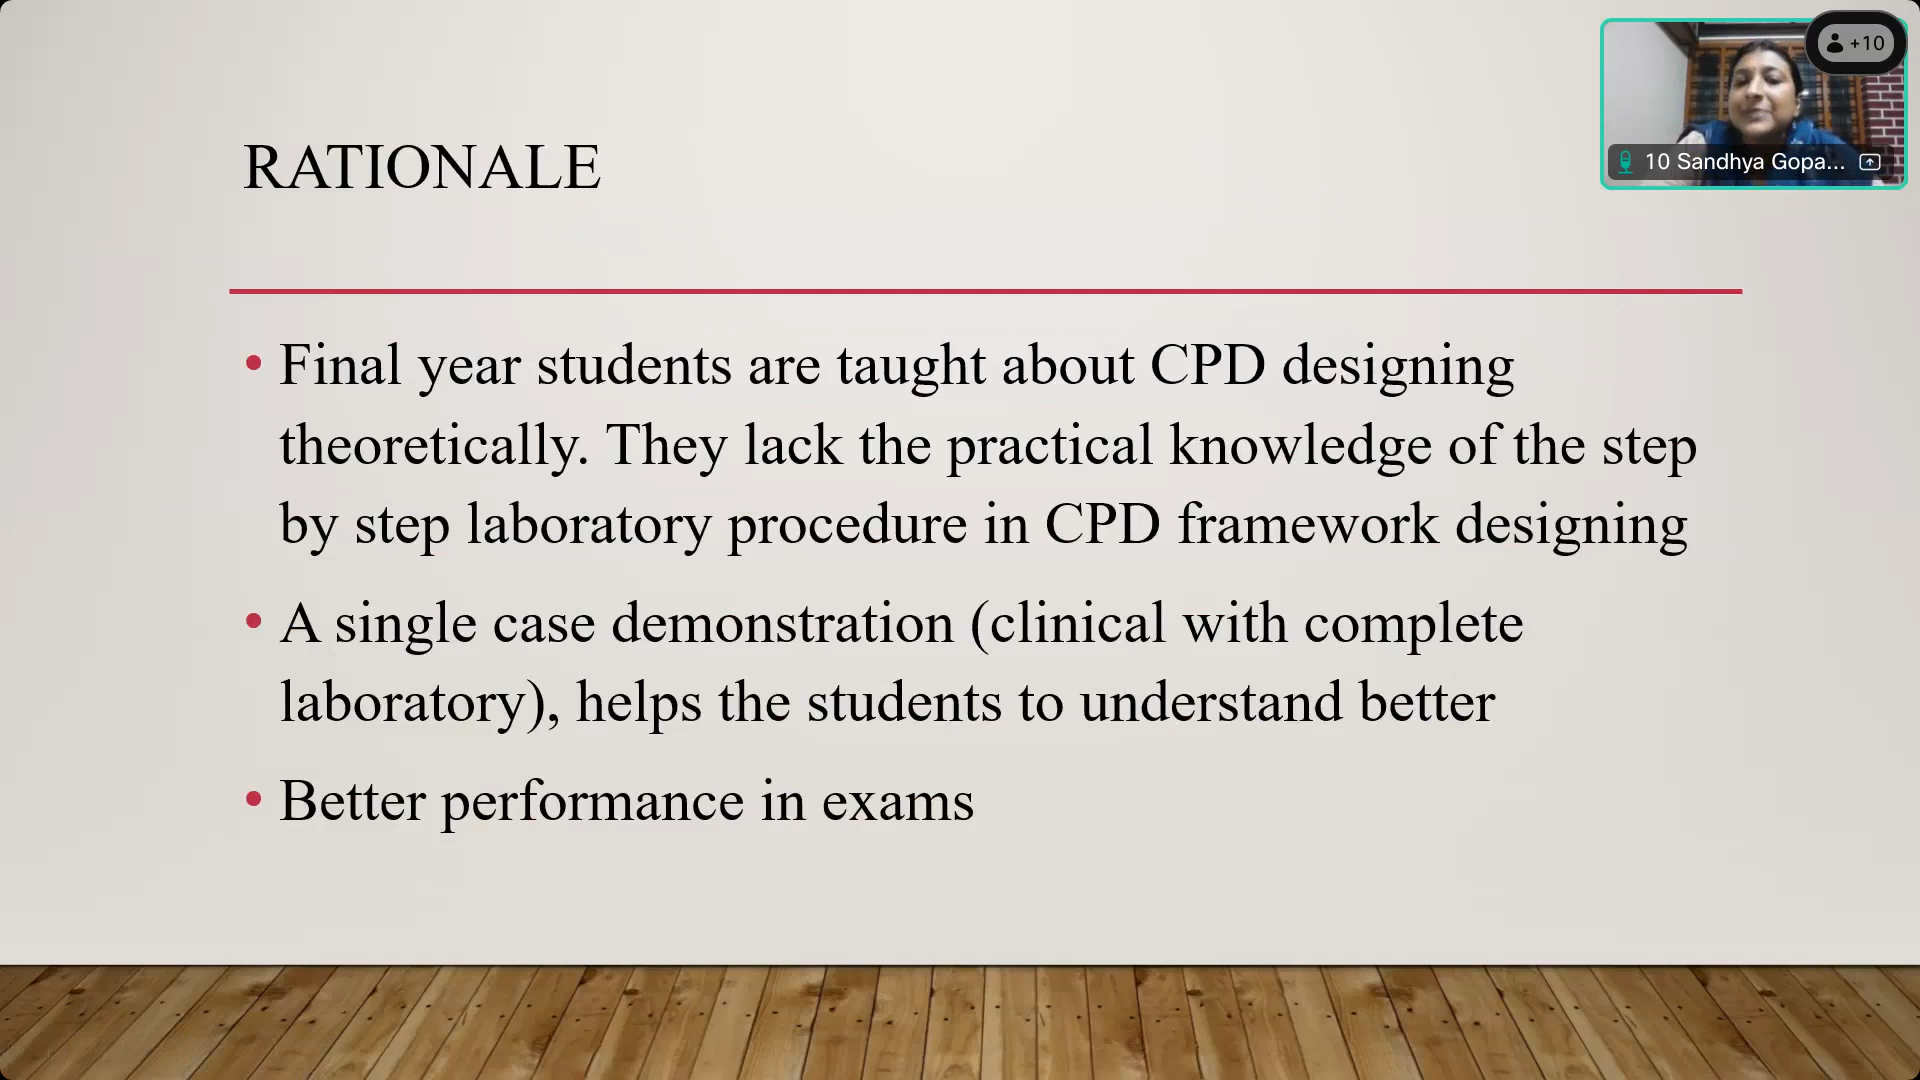 +10
10 Sandhya Gopa...
RATIONALE
• Final year students are taught about CPD designing
theoretically. They lack the practical knowledge of the step
by step laboratory procedure in CPD framework designing
• A single case demonstration (clinical with complete
laboratory), helps the students to understand better
• Better performance in exams